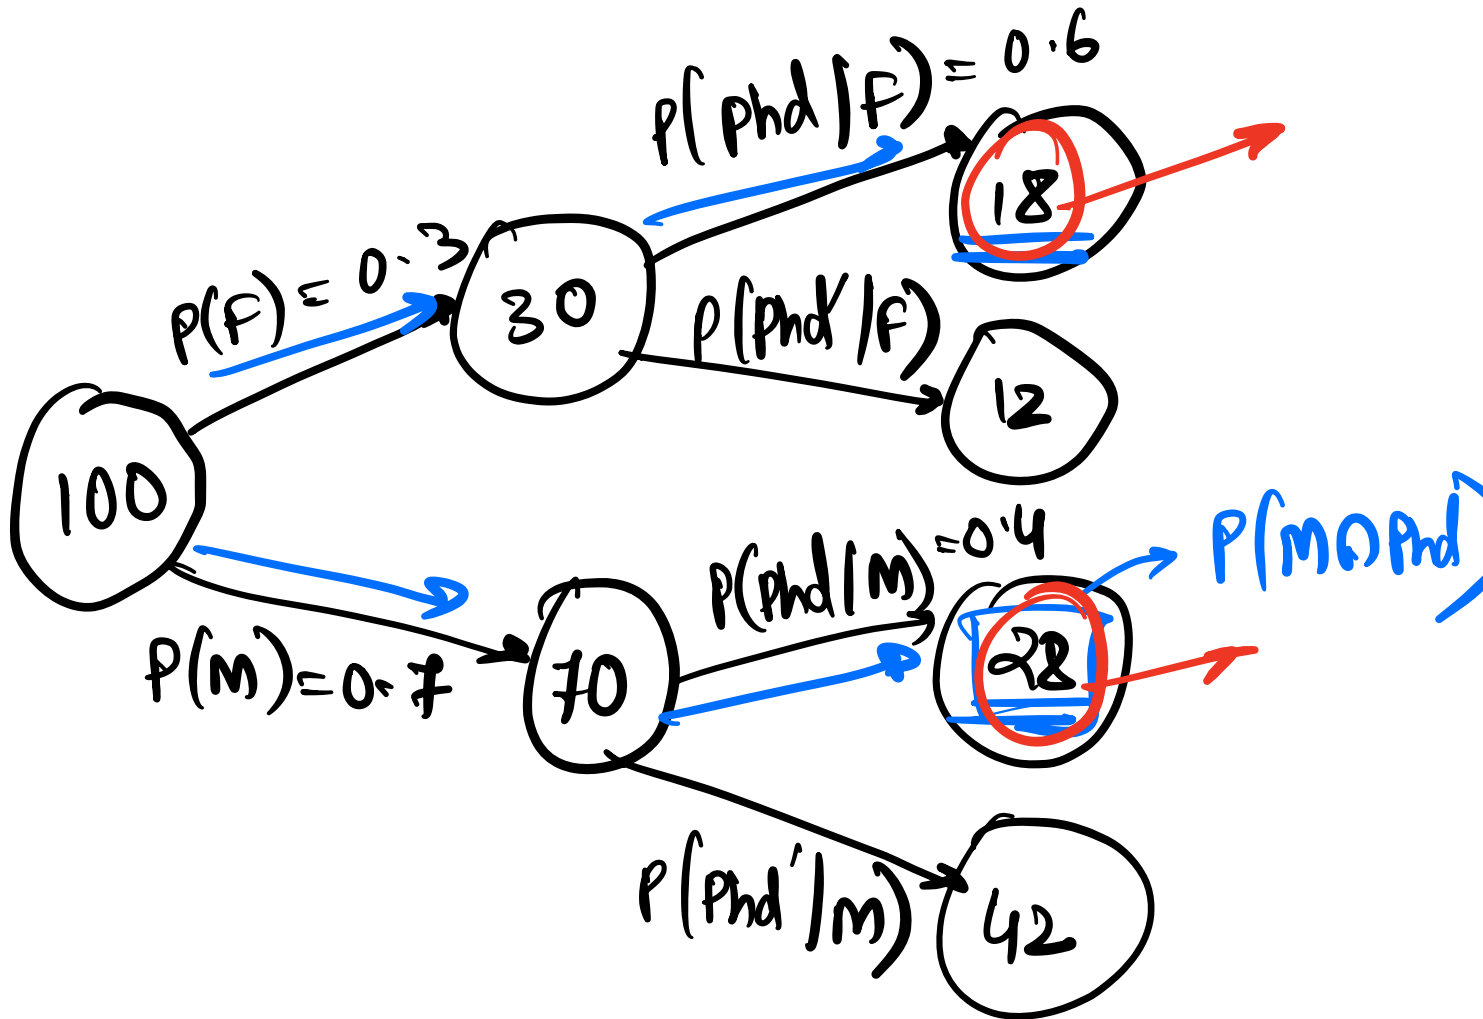 P(Phd/F) = 0.6
18
P(F) = 0.3
30
P(Phd'/F)
12
100
P(M) = 0.7
70
P(Phd/M) = 0.4
28
P(M∩Phd)
P(Phd'/M)
42